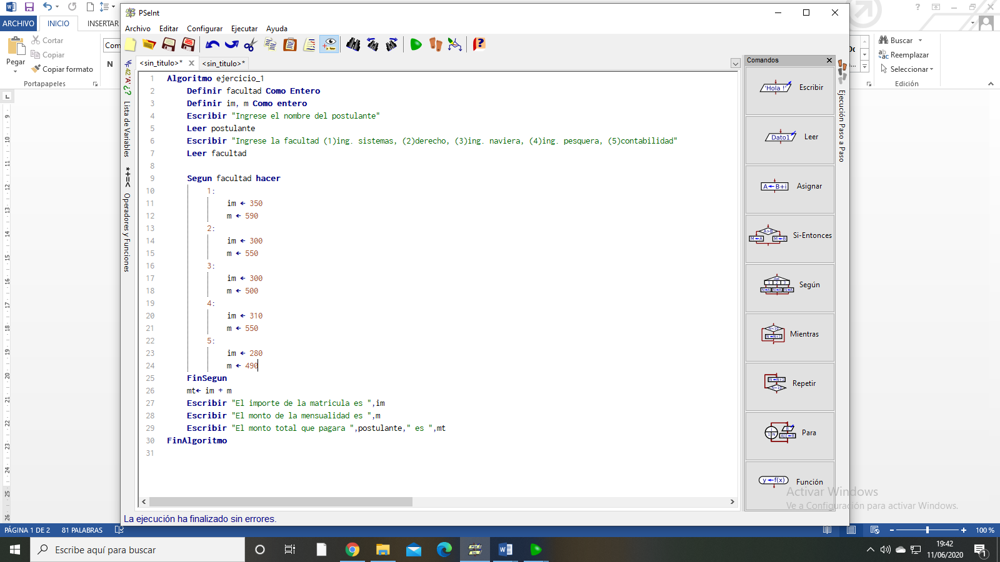 PSeInt
Archivo Editar Configurar Ejecutar Ayuda
ARCHIVO INICIO INSERTAR
Cortar
Copiar
Copiar formato
Pegar
Portapapeles
Com
N
Buscar
Reemplazar
Seleccionar
Edición
<sin_titulo>* <sin_titulo>*
Lista de Variables
Operadores y Funciones
1 Algoritmo ejercicio_1
2 Definir facultad Como Entero
3 Definir im, m Como entero
4 Escribir "Ingrese el nombre del postulante"
5 Leer postulante
6 Escribir "Ingrese la facultad (1)ing. sistemas, (2)derecho, (3)ing. naviera, (4)ing. pesquera, (5)contabilidad"
7 Leer facultad
8
9 Segun facultad hacer
10 1:
11 im ← 350
12 m ← 590
13 2:
14 im ← 300
15 m ← 550
16 3:
17 im ← 300
18 m ← 500
19 4:
20 im ← 310
21 m ← 550
22 5:
23 im ← 280
24 m ← 490
25 FinSegun
26 mt← im + m
27 Escribir "El importe de la matricula es ",im
28 Escribir "El monto de la mensualidad es ",m
29 Escribir "El monto total que pagara ",postulante," es ",mt
30 FinAlgoritmo
31
Comandos
'Hola !' Escribir
Dato1 Leer
A←B+i Asignar
A>B Si-Entonces
Según
Mientras
Repetir
Para
y←f(x) Función
Ejecución Paso a Paso
Activar Windows
Ve a Configuración para activar Windows.
La ejecución ha finalizado sin errores.
PÁGINA 1 DE 2 81 PALABRAS
100 %
Escribe aquí para buscar
19:42
11/06/2020
1